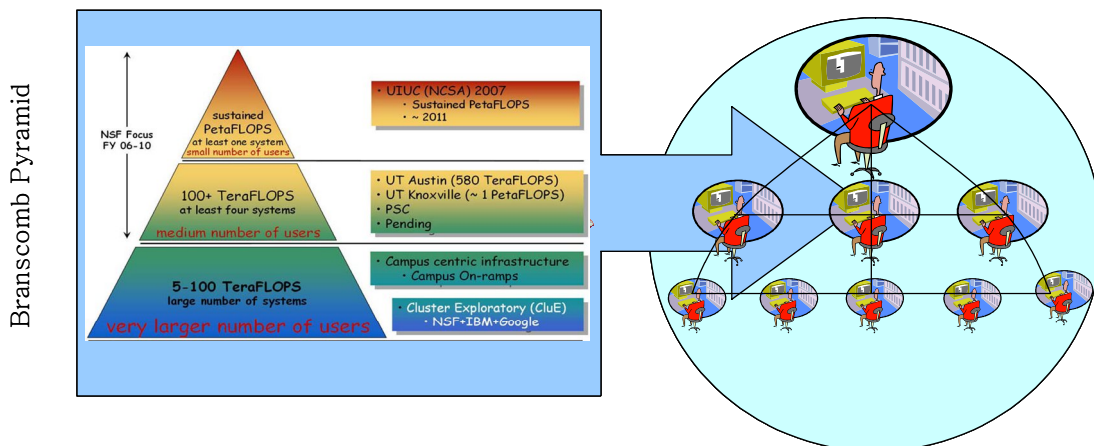 Branscomb Pyramid
NSF Focus
FY 06-10
sustained
PetaFLOPS
at least one system
small number of users
• UIUC (NCSA) 2007
• Sustained PetaFLOPS
• ~ 2011
100+ TeraFLOPS
at least four systems
medium number of users
• UT Austin (580 TeraFLOPS)
• UT Knoxville (~ 1 PetaFLOPS)
• PSC
• Pending
5-100 TeraFLOPS
large number of systems
very larger number of users
• Campus centric infrastructure
• Campus On-ramps
• Cluster Exploratory (CluE)
• NSF+IBM+Google